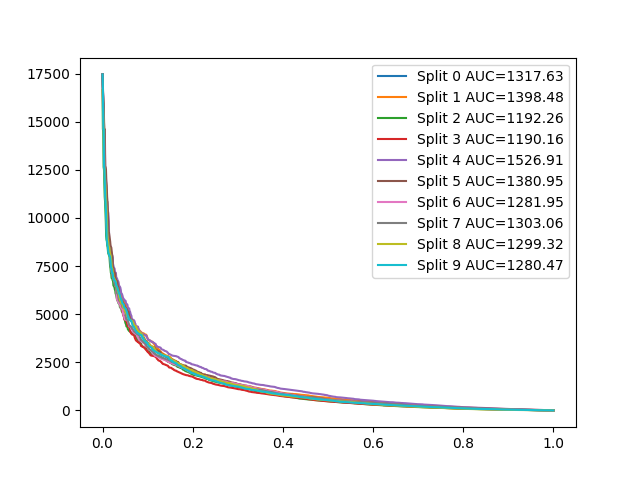 17500
15000
12500
10000
7500
5000
2500
0
0.0 0.2 0.4 0.6 0.8 1.0
Split 0 AUC=1317.63
Split 1 AUC=1398.48
Split 2 AUC=1192.26
Split 3 AUC=1190.16
Split 4 AUC=1526.91
Split 5 AUC=1380.95
Split 6 AUC=1281.95
Split 7 AUC=1303.06
Split 8 AUC=1299.32
Split 9 AUC=1280.47